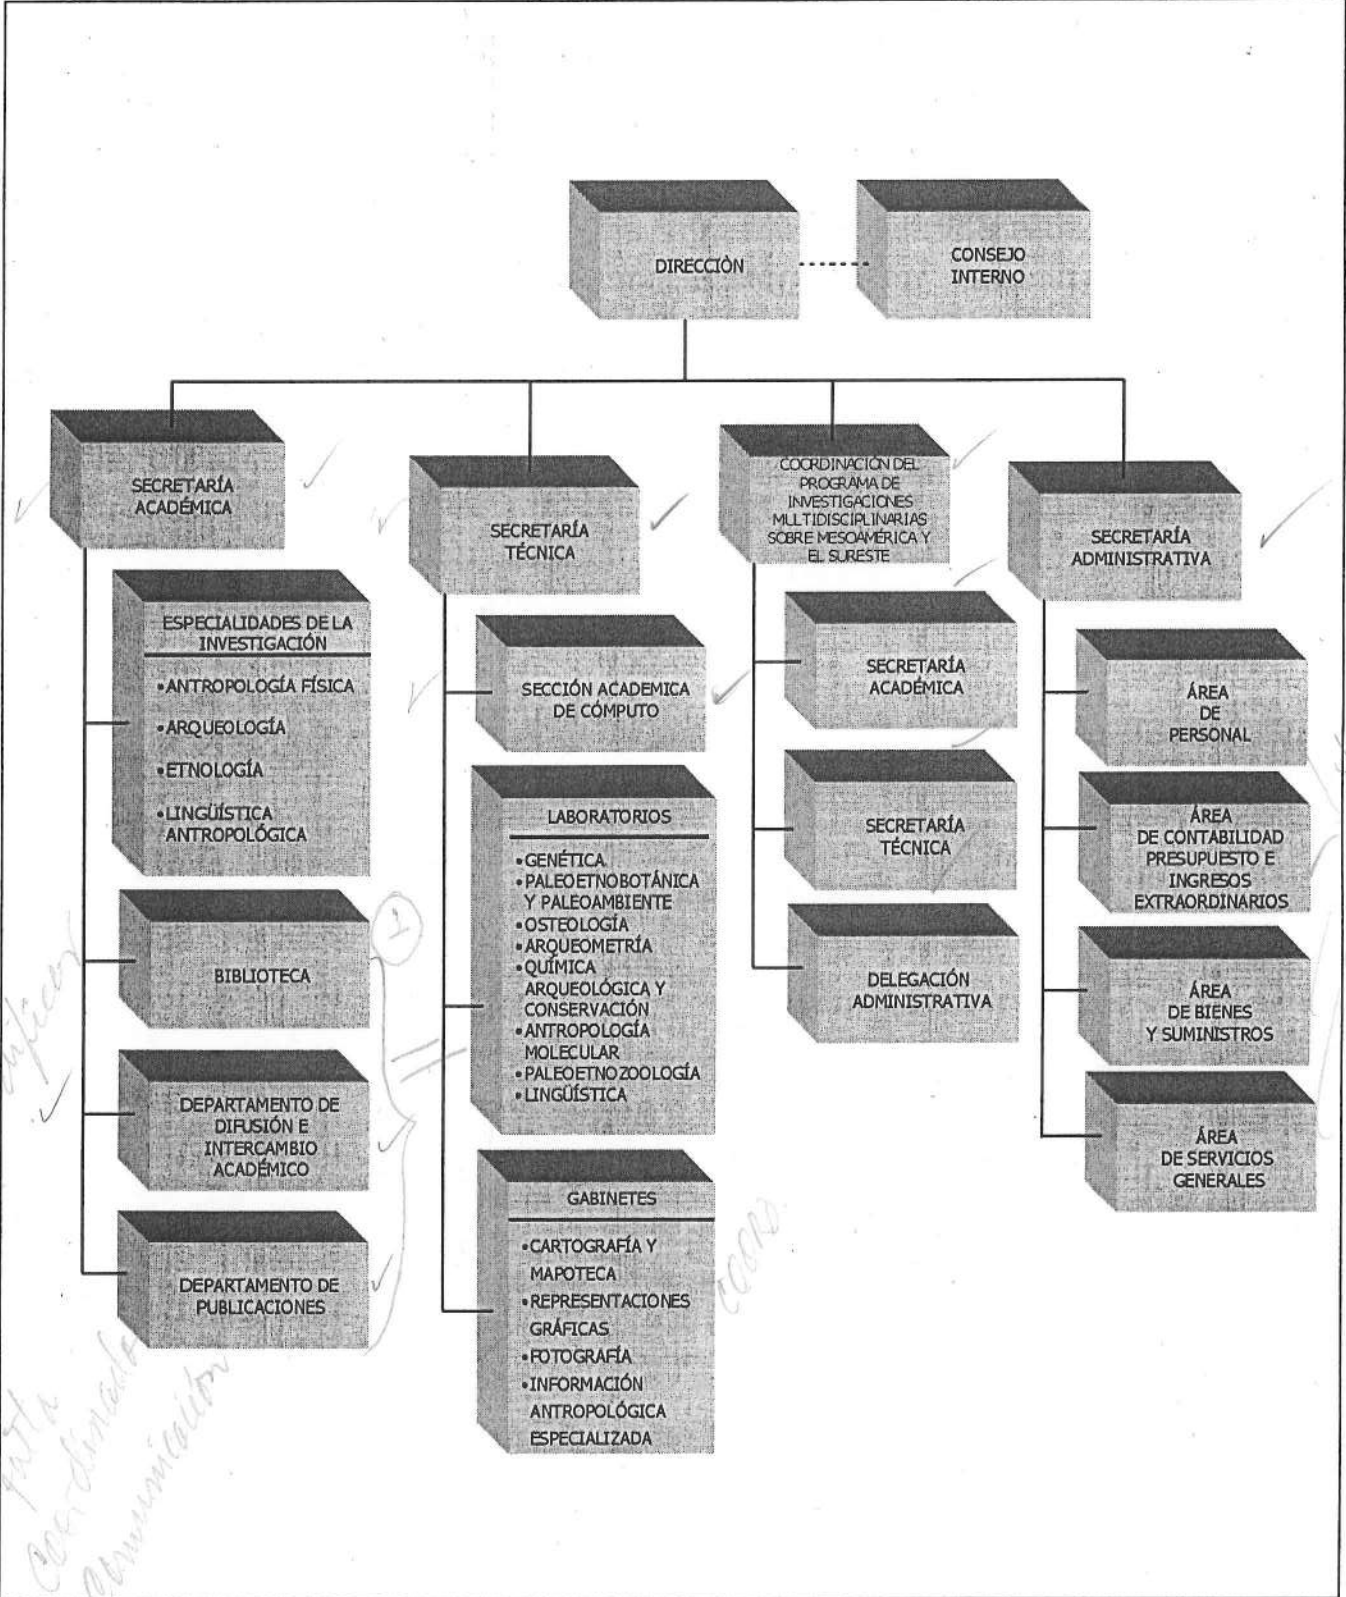 DIRECCIÒN
CONSEJO
INTERNO
SECRETARÍA
ACADÉMICA
ESPECIALIDADES DE LA
INVESTIGACIÓN
•ANTROPOLOGÍA FÍSICA
•ARQUEOLOGÍA
•ETNOLOGÍA
•LINGÜÍSTICA
ANTROPOLÓGICA
BIBLIOTECA
DEPARTAMENTO DE
DIFUSIÓN E
INTERCAMBIO
ACADÉMICO
DEPARTAMENTO DE
PUBLICACIONES
SECRETARÍA
TÉCNICA
SECCIÓN ACADEMICA
DE CÓMPUTO
LABORATORIOS
•GENÉTICA
•PALEOETNOBOTÁNICA
Y PALEOAMBIENTE
•OSTEOLOGÍA
•ARQUEOMETRÍA
•QUÍMICA
ARQUEOLÓGICA Y
CONSERVACIÓN
•ANTROPOLOGÍA
MOLECULAR
•PALEOETNOZOOLOGÍA
•LINGÜÍSTICA
GABINETES
•CARTOGRAFÍA Y
MAPOTECA
•REPRESENTACIONES
GRÁFICAS
•FOTOGRAFÍA
•INFORMACIÓN
ANTROPOLÓGICA
ESPECIALIZADA
COORDINACIÓN DEL
PROGRAMA DE
INVESTIGACIONES
MULTIDISCIPLINARIAS
SOBRE MESOAMÉRICA Y
EL SURESTE
SECRETARÍA
ACADÉMICA
SECRETARÍA
TÉCNICA
DELEGACIÓN
ADMINISTRATIVA
SECRETARÍA
ADMINISTRATIVA
ÁREA
DE
PERSONAL
ÁREA
DE CONTABILIDAD
PRESUPUESTO E
INGRESOS
EXTRAORDINARIOS
ÁREA
DE BIENES
Y SUMINISTROS
ÁREA
DE SERVICIOS
GENERALES
comunicación